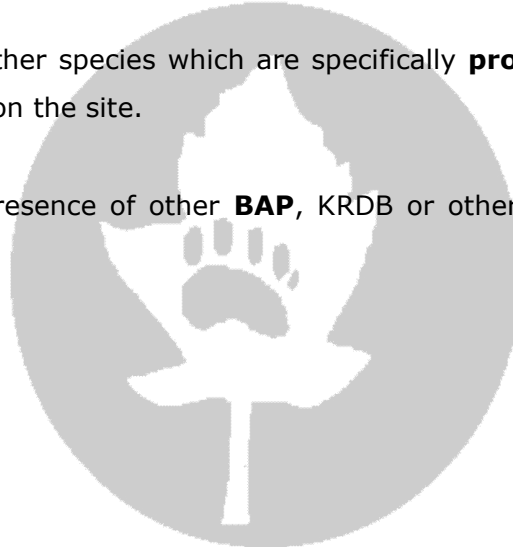 ther species which are specifically pro
on the site.
resence of other BAP, KRDB or other